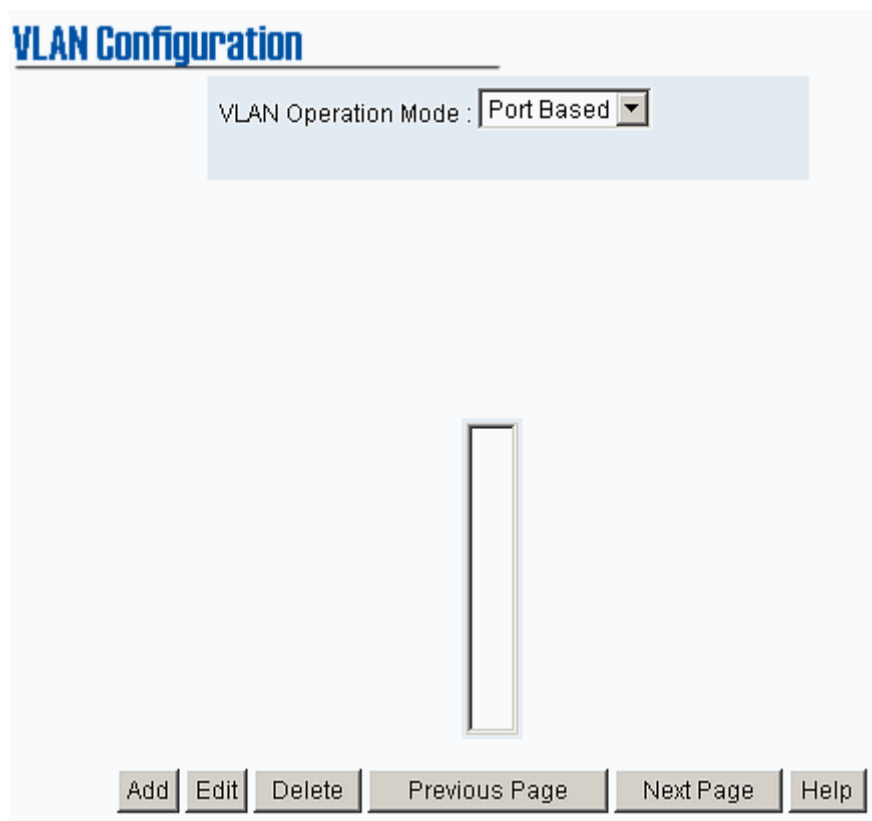 VLAN Configuration
VLAN Operation Mode : Port Based
Add Edit Delete Previous Page Next Page Help